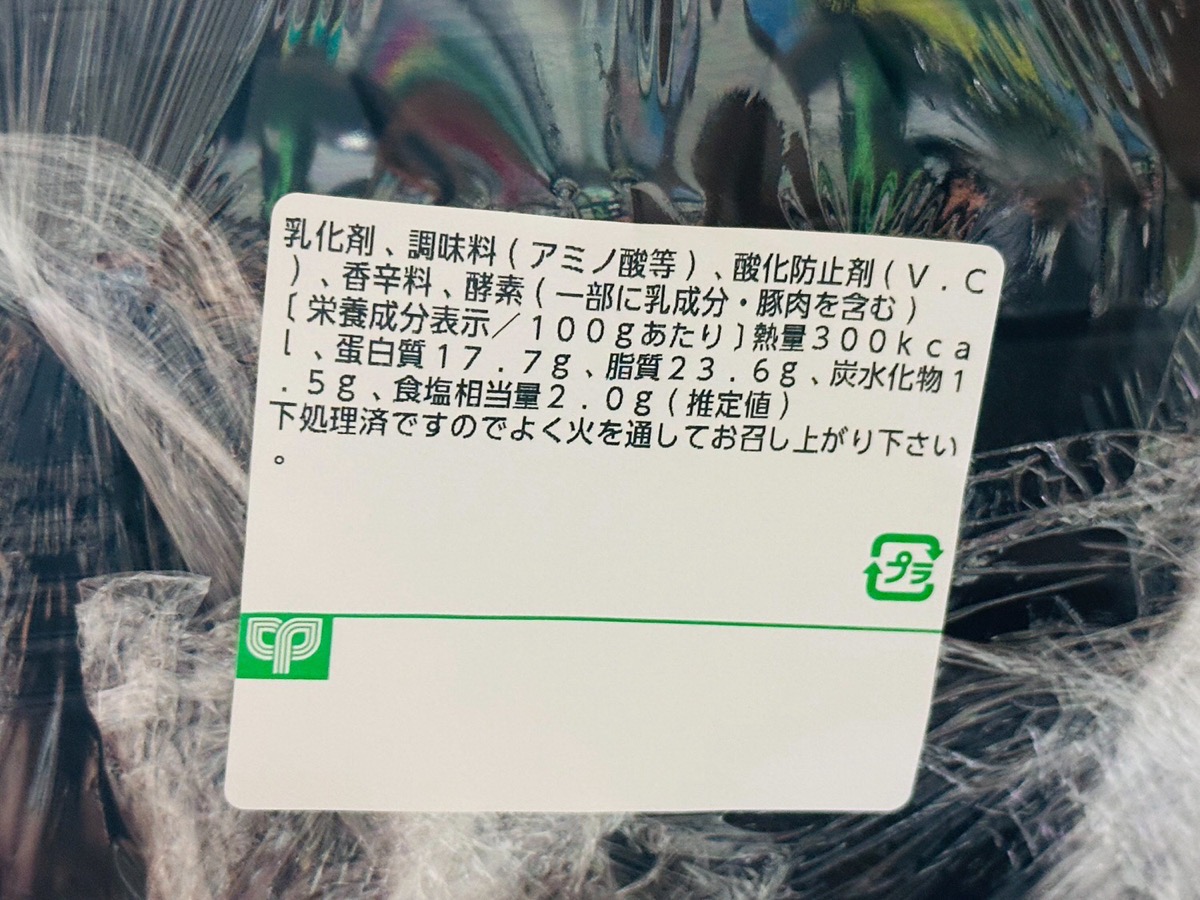 乳化剤、調味料(アミノ酸等)、酸化防止剤(V.C
)、香辛料、酵素(一部に乳成分・豚肉を含む)
〔栄養成分表示/100gあたり〕熱量300kca
l、蛋白質17.7g、脂質23.6g、炭水化物1
.5g、食塩相当量2.0g(推定値)
下処理済ですのでよく火を通してお召し上がり下さい
。
プラ